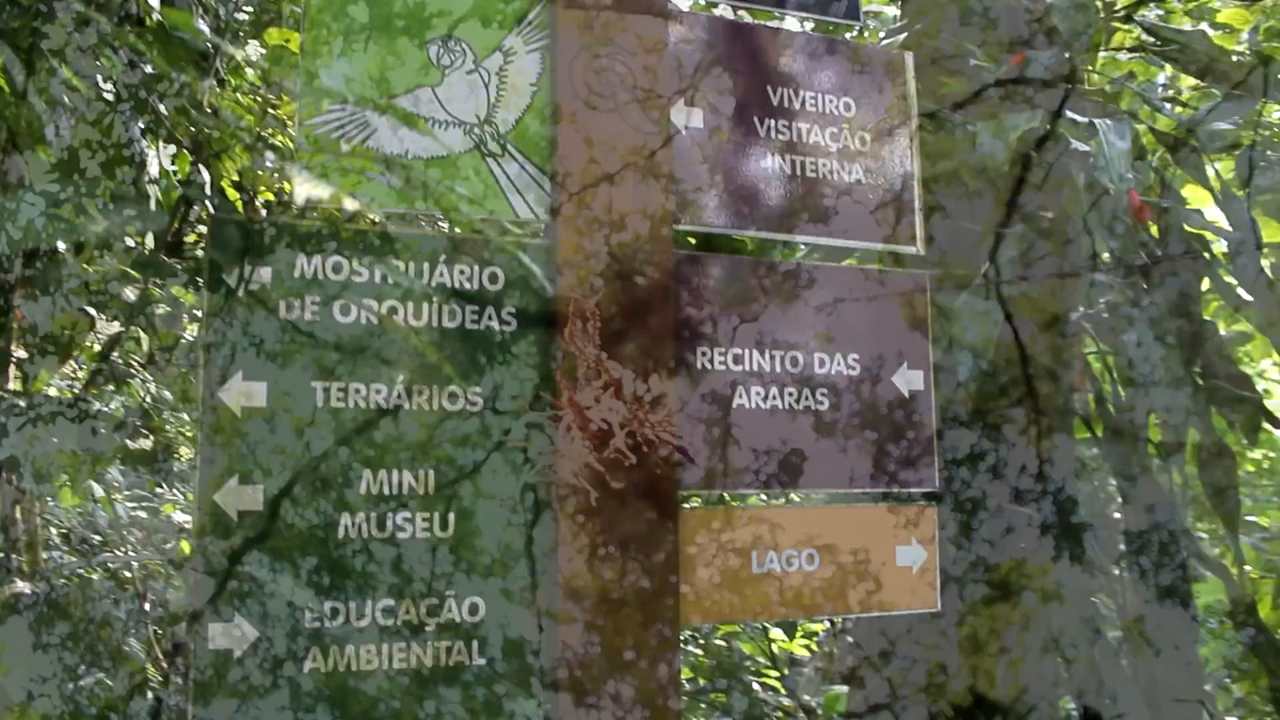 MOSTRUÁRIO
DE ORQUÍDEAS
TERRÁRIOS
MINI
MUSEU
EDUCAÇÃO
AMBIENTAL
VIVEIRO
VISITAÇÃO
INTERNA
RECINTO DAS
ARARAS
LAGO